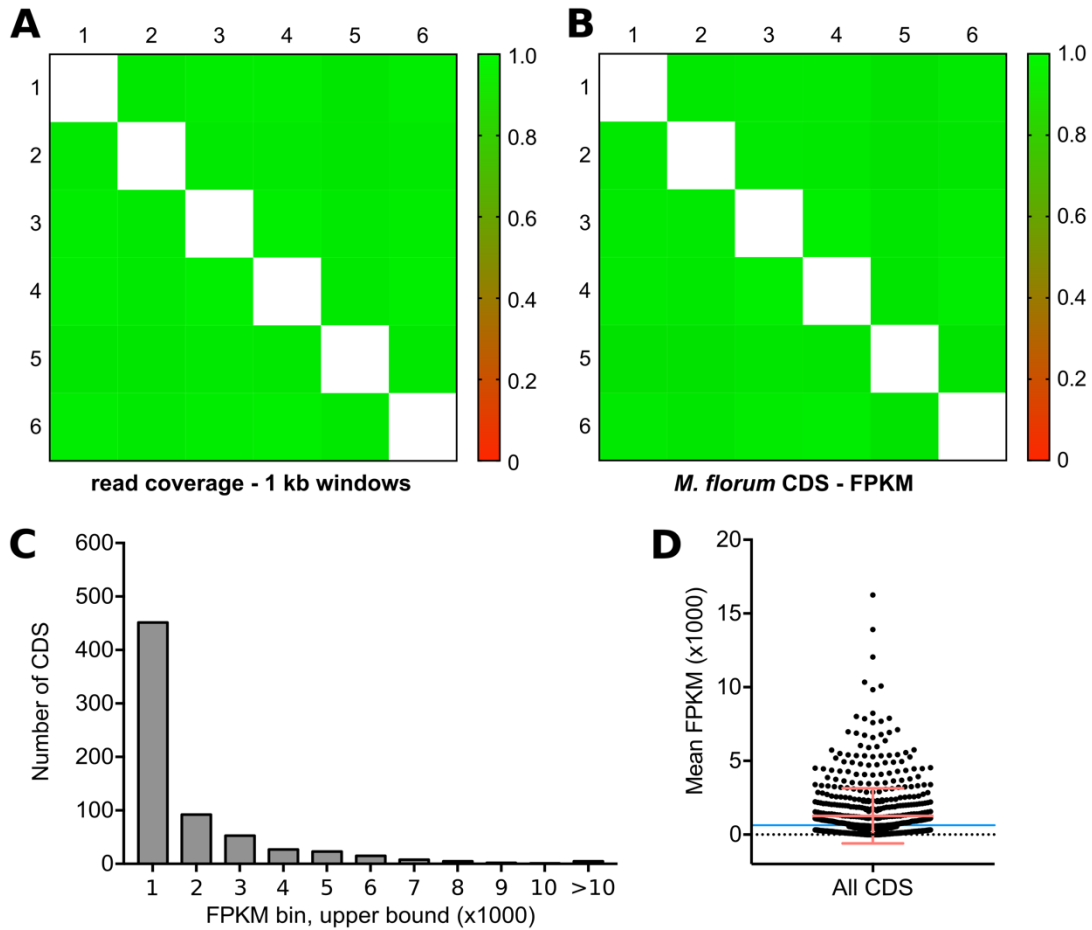 A
1 2 3 4 5 6
1
2
3
4
5
6
1.0
0.8
0.6
0.4
0.2
0
read coverage - 1 kb windows
B
1 2 3 4 5 6
1
2
3
4
5
6
1.0
0.8
0.6
0.4
0.2
0
M. florum CDS - FPKM
C
Number of CDS
600
500
400
300
200
100
0
1 2 3 4 5 6 7 8 9 10 >10
FPKM bin, upper bound (x1000)
D
Mean FPKM (x1000)
20
15
10
5
0
All CDS